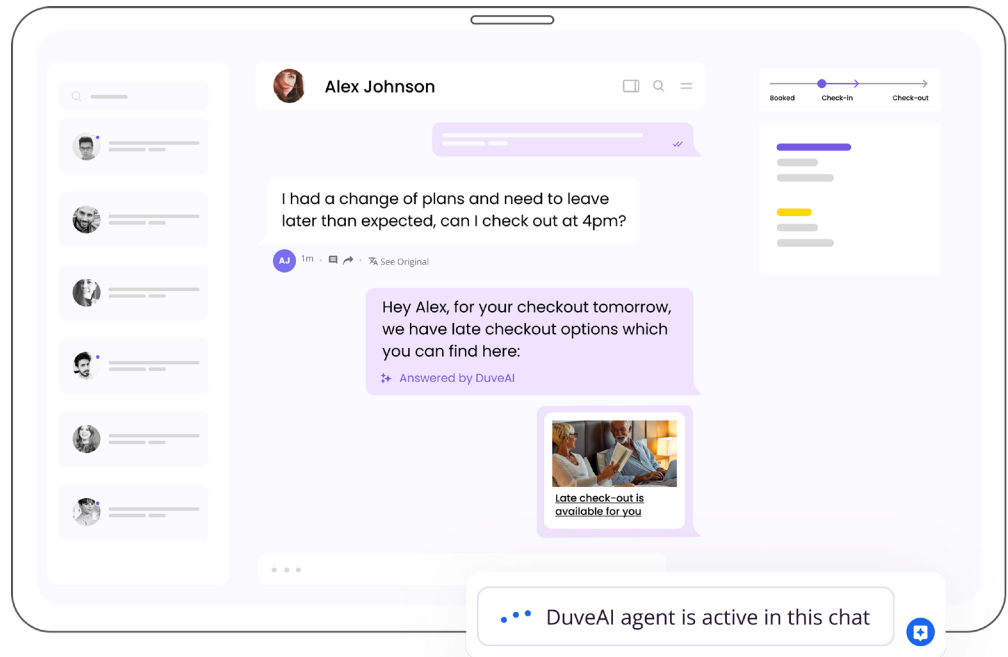 Alex Johnson
Booked
Check-in
Check-out
I had a change of plans and need to leave
later than expected, can I check out at 4pm?
AJ
1m
See Original
Hey Alex, for your checkout tomorrow,
we have late checkout options which
you can find here:
Answered by DuveAI
Late check-out is
available for you
DuveAI agent is active in this chat